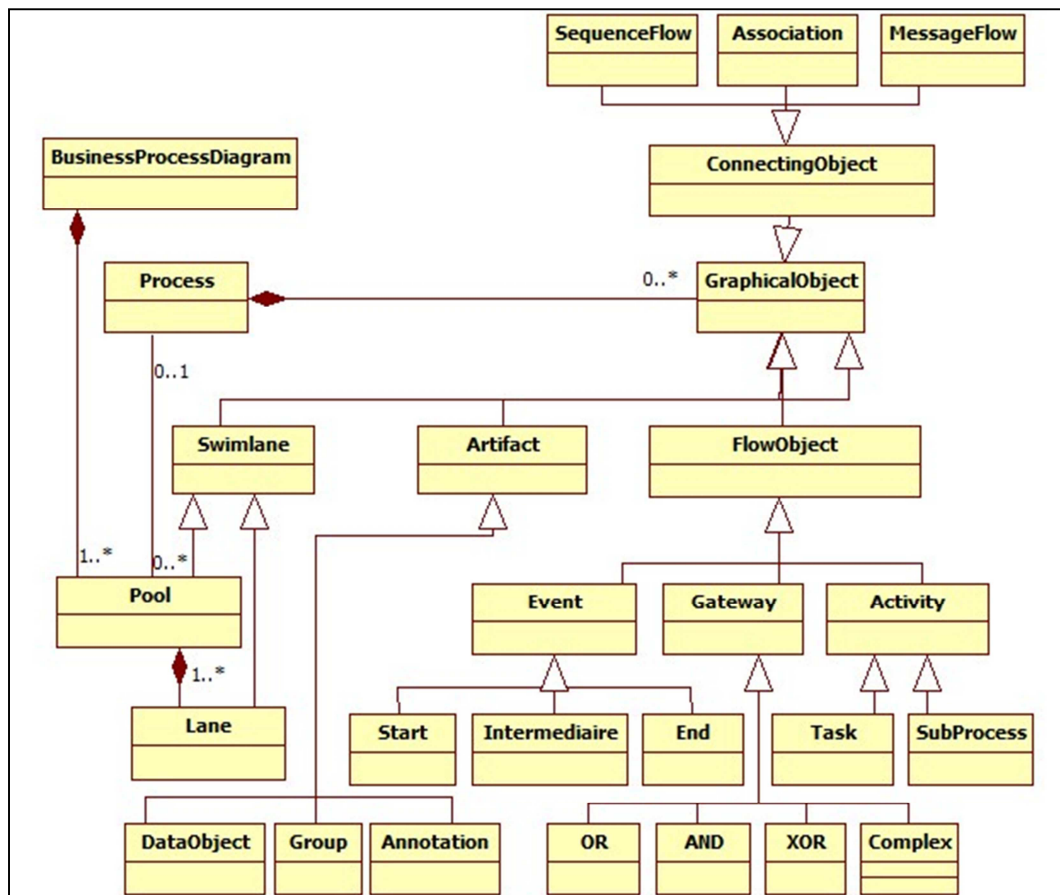 SequenceFlow
Association
MessageFlow
BusinessProcessDiagram
ConnectingObject
Process
0..*
GraphicalObject
0..1
Swimlane
Artifact
FlowObject
1..*
0..*
Pool
Event
Gateway
Activity
1..*
Lane
Start
Intermediaire
End
Task
SubProcess
DataObject
Group
Annotation
OR
AND
XOR
Complex